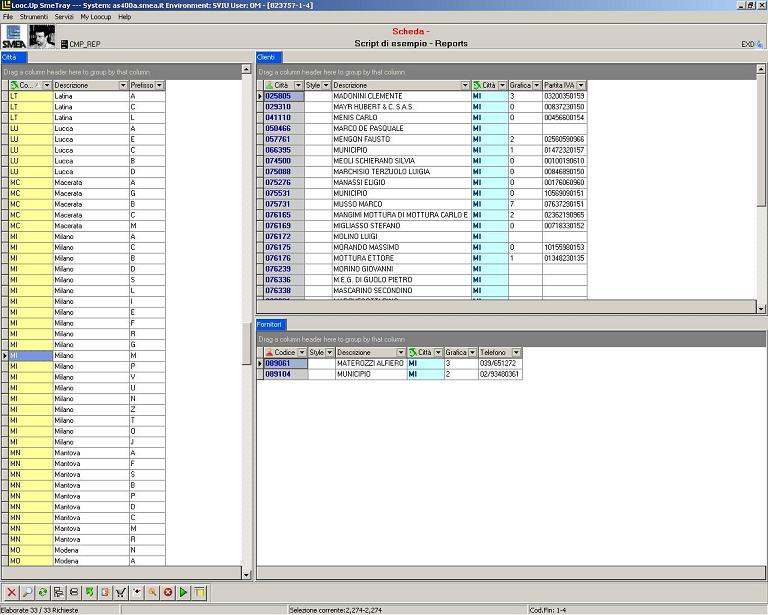 Looc.Up SmeTray --- System: as400a.smea.it Environment: SVIU User: OM - [023757-1-4]
File Strumenti Servizi My Loocup Help
SMEA CMP_REP
Scheda -
Script di esempio - Reports
EXD
Città
Drag a column header here to group by that column
Co... Descrizione Prefisso
LT Latina A
LT Latina C
LT Latina L
LU Lucca A
LU Lucca E
LU Lucca C
LU Lucca B
LU Lucca D
MC Macerata A
MC Macerata G
MC Macerata B
MC Macerata C
MC Macerata M
MI Milano A
MI Milano C
MI Milano B
MI Milano D
MI Milano S
MI Milano L
MI Milano I
MI Milano E
MI Milano F
MI Milano R
MI Milano G
MI Milano M
MI Milano P
MI Milano V
MI Milano U
MI Milano N
MI Milano Z
MI Milano T
MI Milano O
MI Milano J
MN Mantova A
MN Mantova F
MN Mantova S
MN Mantova B
MN Mantova P
MN Mantova D
MN Mantova C
MN Mantova M
MN Mantova R
MO Modena N
MO Modena A
Clienti
Drag a column header here to group by that column
Città Style Descrizione Città Grafica Partita IVA
025805 MADONINI CLEMENTE MI 3 03200350159
029310 MAYR HUBERT & C. S.A.S. MI 0 00837230150
041110 MENIS CARLO MI 0 00456600154
050466 MARCO DE PASQUALE MI
057761 MENGON FAUSTO MI 2 02560590966
066395 MUNICIPIO MI 1 01472320157
074500 MEOLI SCHIERANO SILVIA MI 0 00100190610
075088 MARCHISIO TERZUOLO LUIGIA MI 0 00846890150
075276 MANASSI ELIGIO MI 0 00176060960
075531 MUNICIPIO MI 0 10569090151
075731 MUSSO MARCO MI 7 07637290151
076165 MANGIMI MOTTURA DI MOTTURA CARLO E MI 2 02362190965
076169 MIGLIASSO STEFANO MI 0 00718330152
076172 MOLINO LUIGI MI
076175 MORANDO MASSIMO MI 0 10155980153
076176 MOTTURA ETTORE MI 1 01348230135
076239 MORINO GIOVANNI MI
076336 M.E.G. DI GUOLO PIETRO MI
076338 MASCARINO SECONDINO MI
Fornitori
Drag a column header here to group by that column
Codice Style Descrizione Città Grafica Telefono
089061 MATEROZZI ALFIERO MI 3 039/651272
089104 MUNICIPIO MI 2 02/93480361
Elaborate 33 / 33 Richieste Selezione corrente:2,274-2,274 Cod.Fin: 1-4